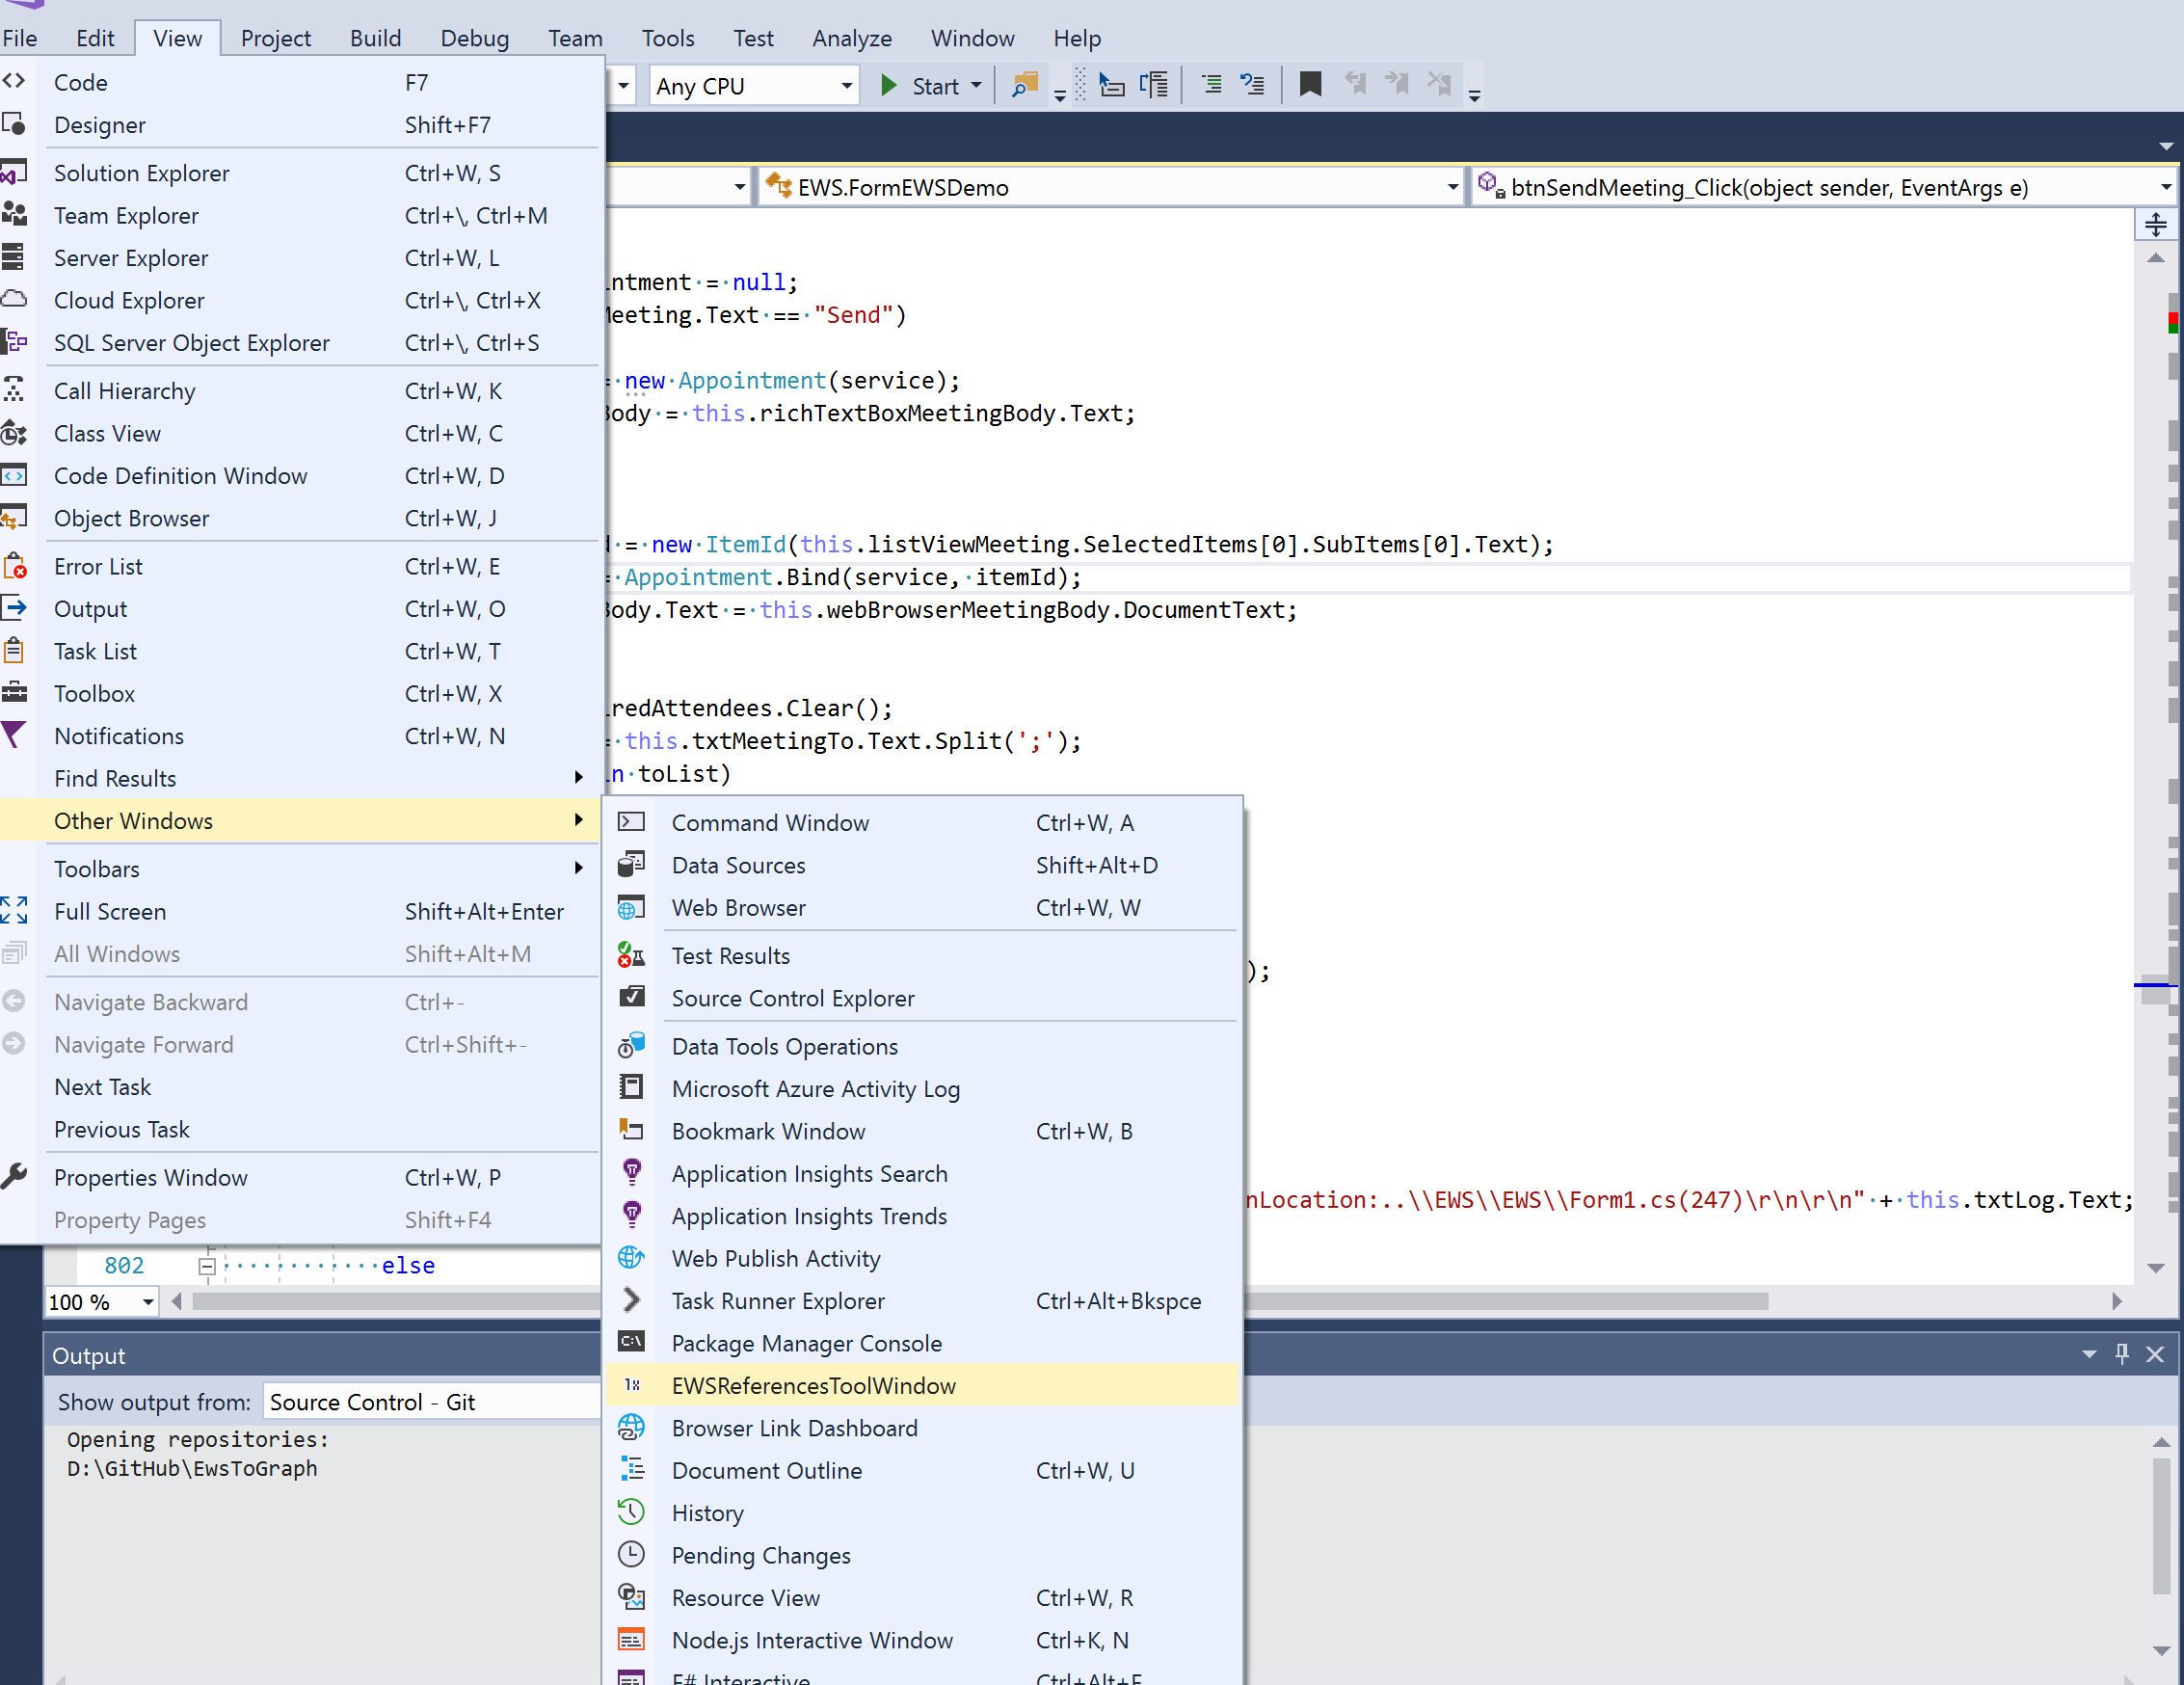 File Edit View Project Build Debug Team Tools Test Analyze Window Help
Any CPU Start
EWS.FormEWSDemo btnSendMeeting_Click(object sender, EventArgs e)
Code F7
Designer Shift+F7
Solution Explorer Ctrl+W, S
Team Explorer Ctrl+\, Ctrl+M
Server Explorer Ctrl+W, L
Cloud Explorer Ctrl+\, Ctrl+X
SQL Server Object Explorer Ctrl+\, Ctrl+S
Call Hierarchy Ctrl+W, K
Class View Ctrl+W, C
Code Definition Window Ctrl+W, D
Object Browser Ctrl+W, J
Error List Ctrl+W, E
Output Ctrl+W, O
Task List Ctrl+W, T
Toolbox Ctrl+W, X
Notifications Ctrl+W, N
Find Results
Other Windows
Toolbars
Full Screen Shift+Alt+Enter
All Windows Shift+Alt+M
Navigate Backward Ctrl+-
Navigate Forward Ctrl+Shift+-
Next Task
Previous Task
Properties Window Ctrl+W, P
Property Pages Shift+F4
ntment = null;
eeting.Text == "Send")
= new Appointment(service);
ody = this.richTextBoxMeetingBody.Text;
d = new ItemId(this.listViewMeeting.SelectedItems[0].SubItems[0].Text);
= Appointment.Bind(service, itemId);
ody.Text = this.webBrowserMeetingBody.DocumentText;
redAttendees.Clear();
= this.txtMeetingTo.Text.Split(';');
n toList)
);
nLocation:..\\EWS\\EWS\\Form1.cs(247)\r\n\r\n" + this.txtLog.Text;
802 else
100 %
Command Window Ctrl+W, A
Data Sources Shift+Alt+D
Web Browser Ctrl+W, W
Test Results
Source Control Explorer
Data Tools Operations
Microsoft Azure Activity Log
Bookmark Window Ctrl+W, B
Application Insights Search
Application Insights Trends
Web Publish Activity
Task Runner Explorer Ctrl+Alt+Bkspce
C:\ Package Manager Console
1x EWSReferencesToolWindow
Browser Link Dashboard
Document Outline Ctrl+W, U
History
Pending Changes
Resource View Ctrl+W, R
Node.js Interactive Window Ctrl+K, N
F# Interactive Ctrl+Alt+F
Output
Show output from: Source Control - Git
Opening repositories:
D:\GitHub\EwsToGraph